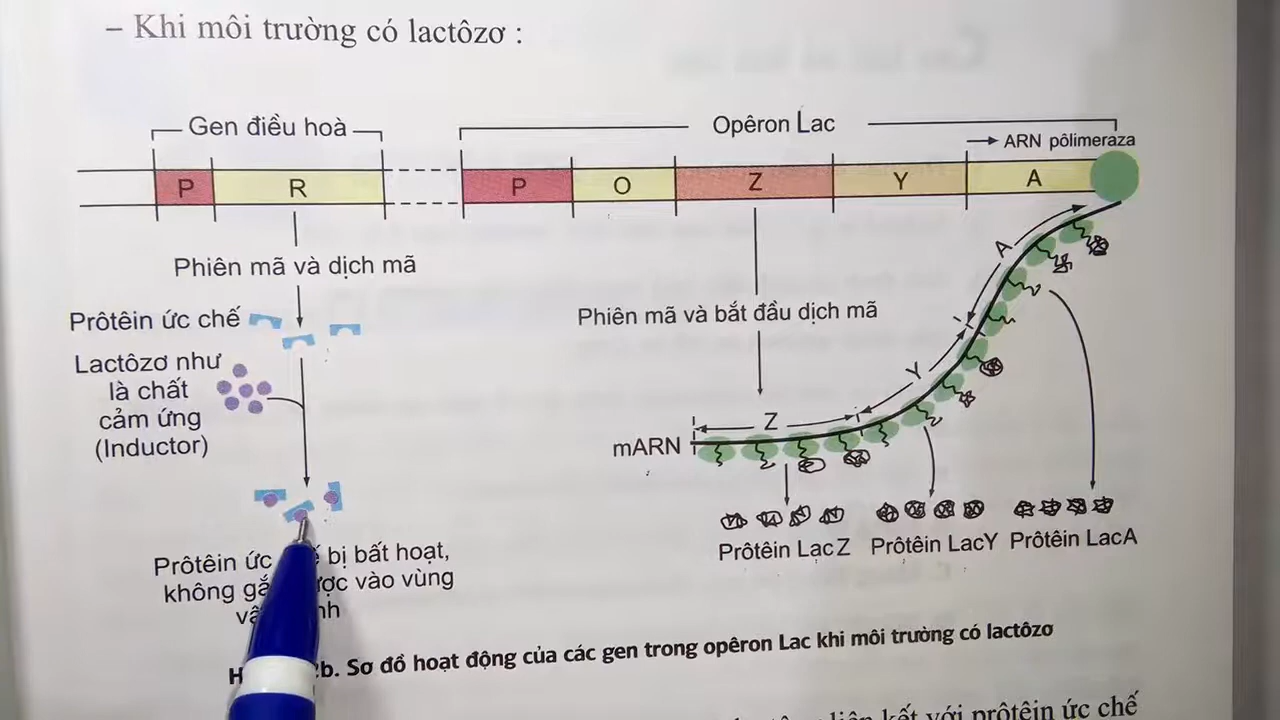 – Khi môi trường có lactôzơ :
Gen điều hoà
Opêron Lac
ARN pôlimeraza
P
R
P
O
Z
Y
A
Phiên mã và dịch mã
Prôtêin ức chế
Lactôzơ như
là chất
cảm ứng
(Inductor)
Phiên mã và bắt đầu dịch mã
mARN
Z
Y
A
Prôtêin Lac Z
Prôtêin LacY
Prôtêin LacA
Prôtêin ức bị bất hoạt,
không vào vùng
b. Sơ đồ hoạt động của các gen trong opêron Lac khi môi trường có lactôzơ
liên kết với prôtêin ức chế